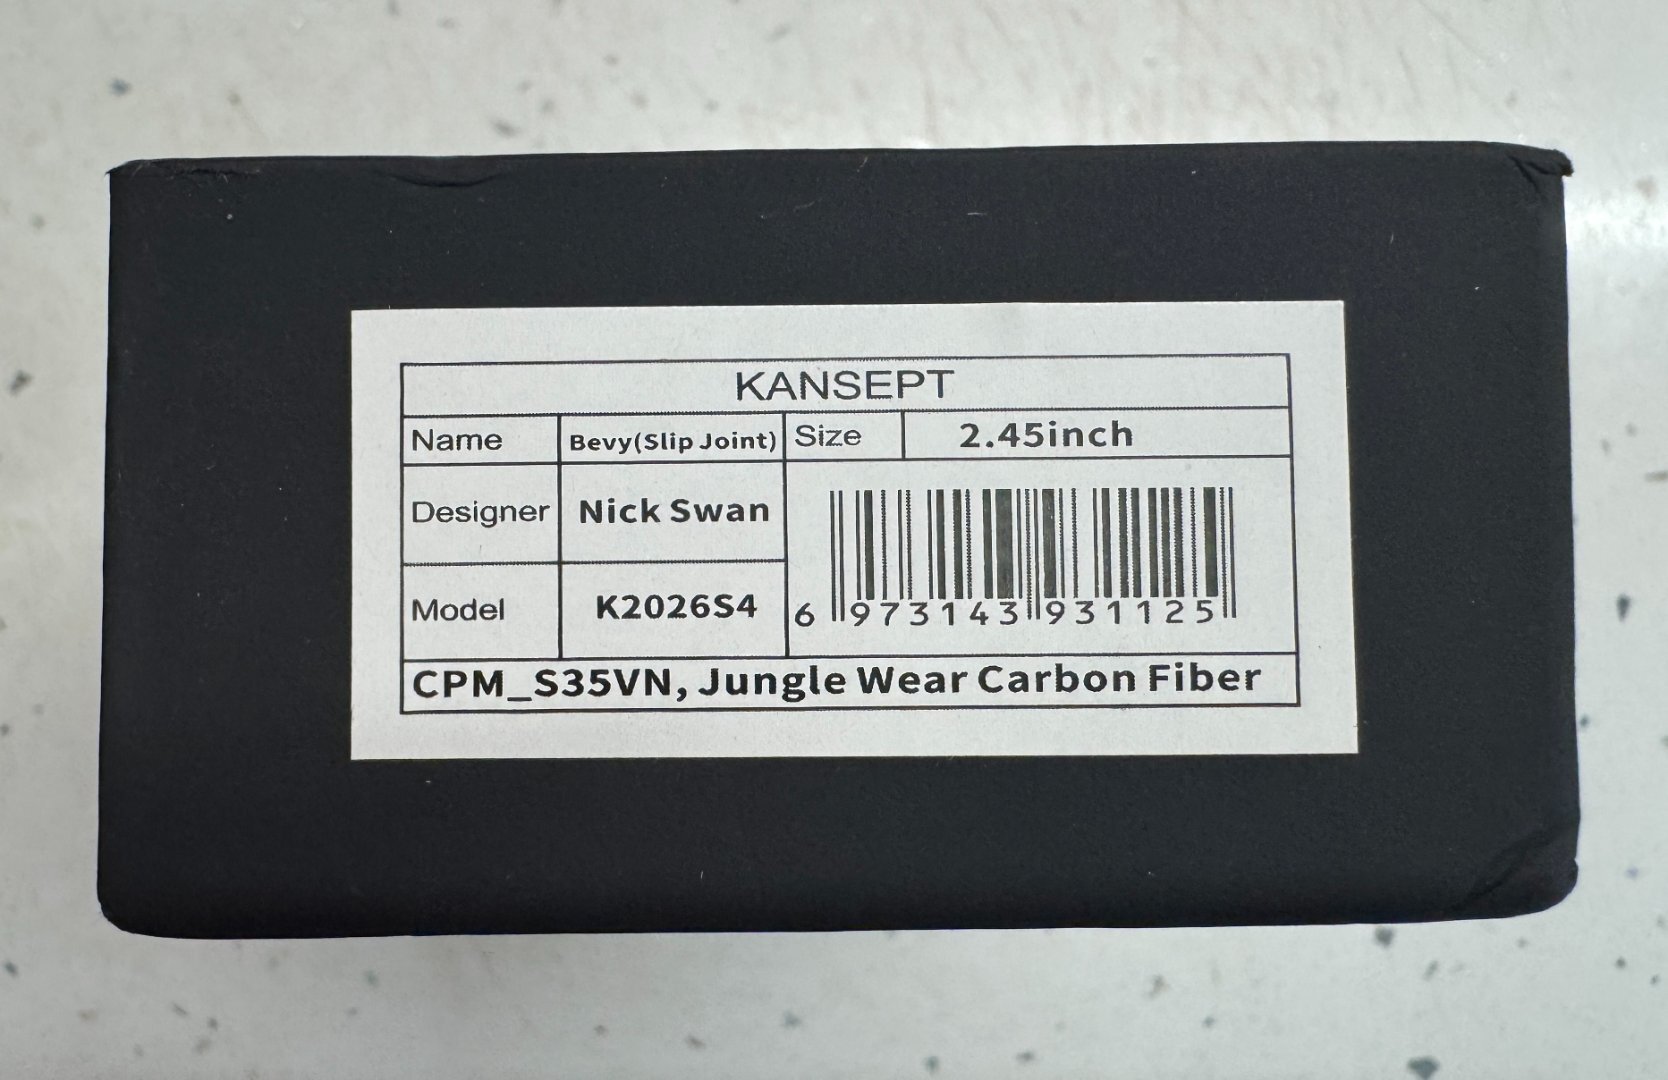 KANSEPT
Name Bevy(Slip Joint) Size 2.45inch
Designer Nick Swan
Model K2026S4
6 973143 931125
CPM_S35VN, Jungle Wear Carbon Fiber